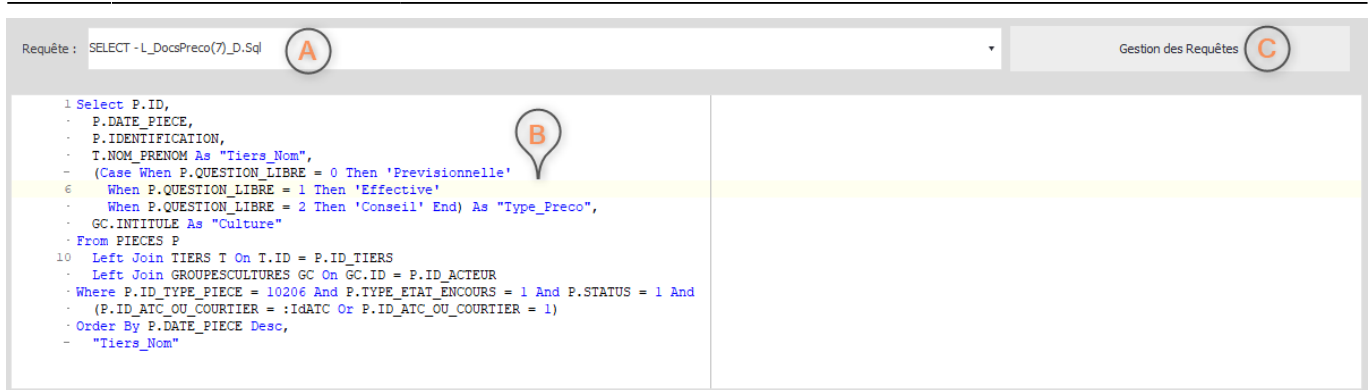 Requête : SELECT - L_DocsPreco(7)_D.Sql A Gestion des Requêtes C
1 Select P.ID,
P.DATE_PIECE,
P.IDENTIFICATION,
T.NOM_PRENOM As "Tiers_Nom",
(Case When P.QUESTION_LIBRE = 0 Then 'Previsionnelle'
6 When P.QUESTION_LIBRE = 1 Then 'Effective'
When P.QUESTION_LIBRE = 2 Then 'Conseil' End) As "Type_Preco",
GC.INTITULE As "Culture"
From PIECES P
10 Left Join TIERS T On T.ID = P.ID_TIERS
Left Join GROUPESCULTURES GC On GC.ID = P.ID_ACTEUR
Where P.ID_TYPE_PIECE = 10206 And P.TYPE_ETAT_ENCOURS = 1 And P.STATUS = 1 And
(P.ID_ATC_OU_COURTIER = :IdATC Or P.ID_ATC_OU_COURTIER = 1)
Order By P.DATE_PIECE Desc,
"Tiers_Nom"
B